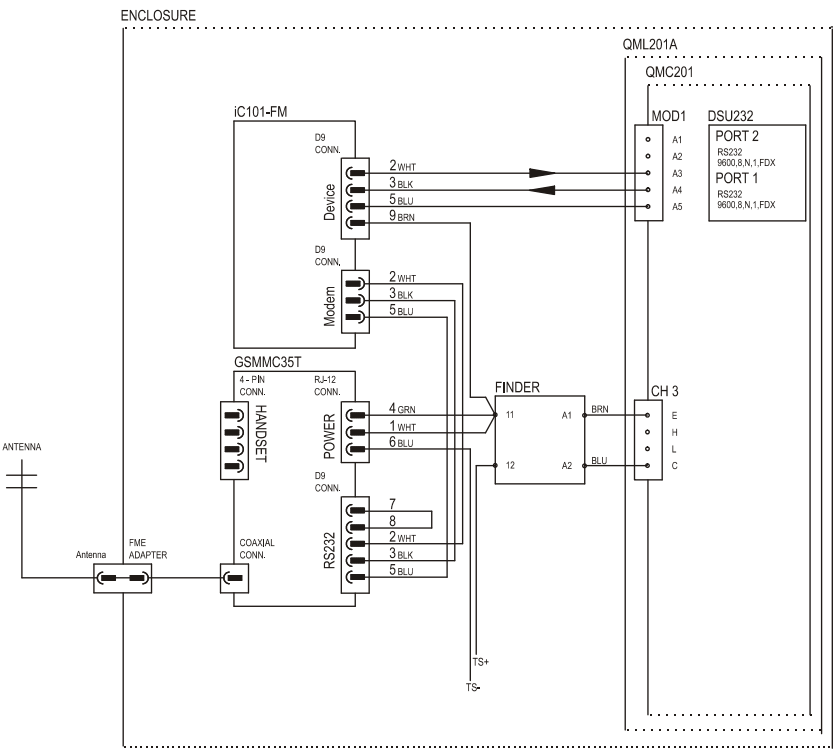 ENCLOSURE
QML201A
QMC201
iC101-FM
MOD1
DSU232
D9
CONN.
Device
2 WHT
3 BLK
5 BLU
9 BRN
A1
A2
A3
A4
A5
PORT 2
RS232
9600,8,N,1,FDX
PORT 1
RS232
9600,8,N,1,FDX
D9
CONN.
Modem
2 WHT
3 BLK
5 BLU
GSMMC35T
4 - PIN
CONN.
RJ-12
CONN.
HANDSET
POWER
4 GRN
1 WHT
6 BLU
FINDER
11
A1
12
A2
BRN
BLU
CH 3
E
H
L
C
ANTENNA
D9
CONN.
RS232
7
8
2 WHT
3 BLK
5 BLU
Antenna
FME
ADAPTER
COAXIAL
CONN.
TS+
TS-